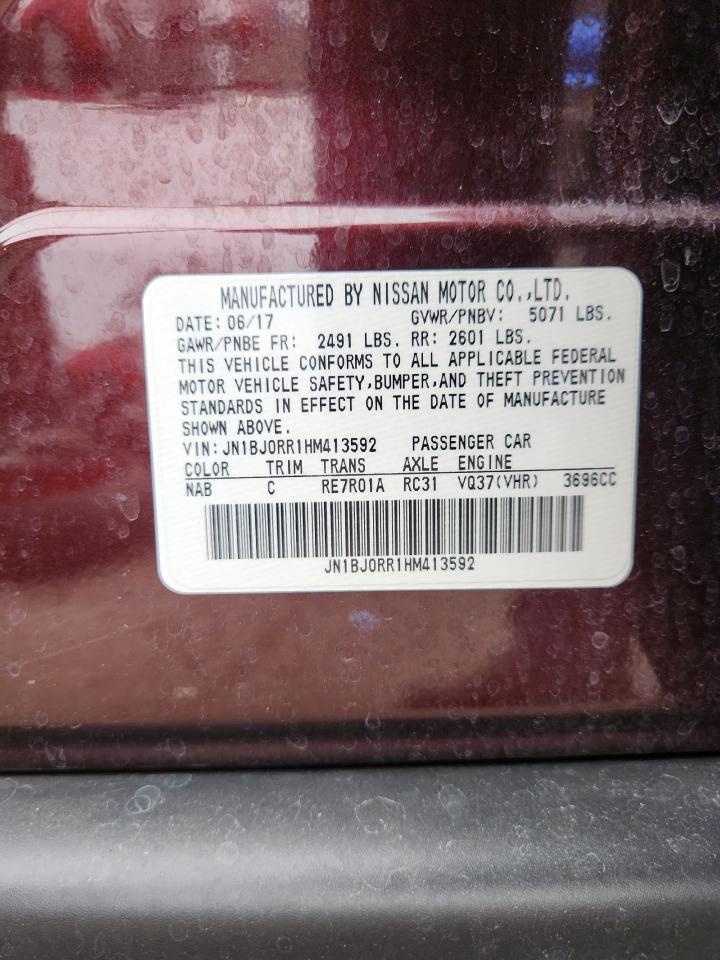 MANUFACTURED BY NISSAN MOTOR CO.,LTD.
DATE: 06/17 GVWR/PNBV: 5071 LBS.
GAWR/PNBE FR: 2491 LBS. RR: 2601 LBS.
THIS VEHICLE CONFORMS TO ALL APPLICABLE FEDERAL
MOTOR VEHICLE SAFETY,BUMPER,AND THEFT PREVENTION
STANDARDS IN EFFECT ON THE DATE OF MANUFACTURE
SHOWN ABOVE.
VIN: JN1BJ0RR1HM413592 PASSENGER CAR
COLOR TRIM TRANS AXLE ENGINE
NAB C RE7R01A RC31 VQ37(VHR) 3696CC
JN1BJ0RR1HM413592